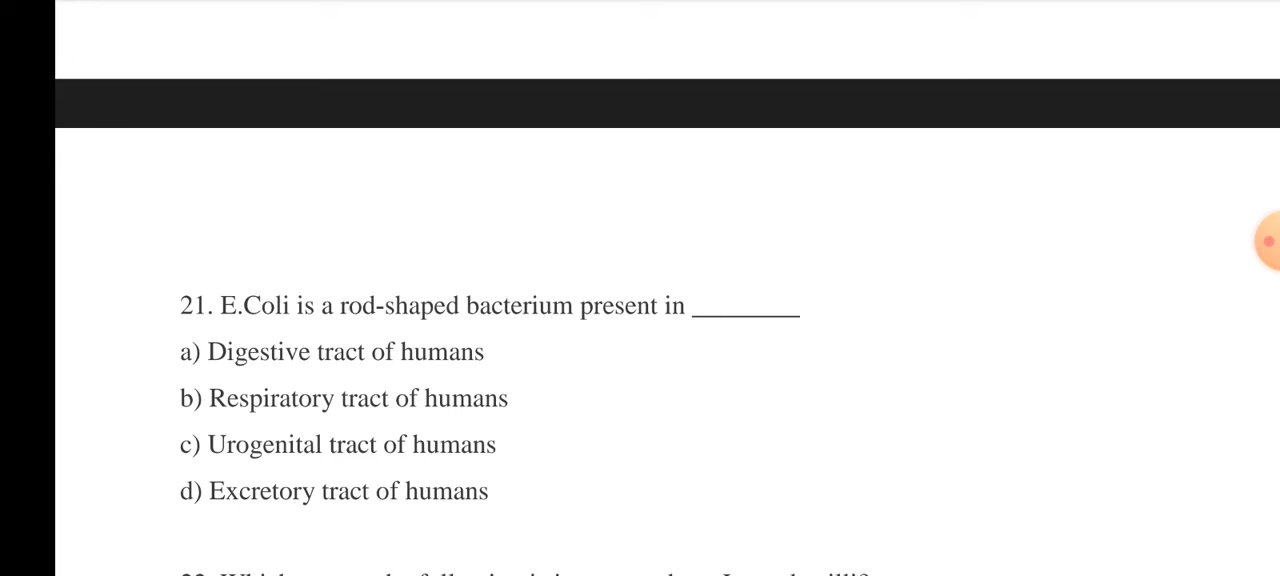 21. E.Coli is a rod-shaped bacterium present in ________
a) Digestive tract of humans
b) Respiratory tract of humans
c) Urogenital tract of humans
d) Excretory tract of humans